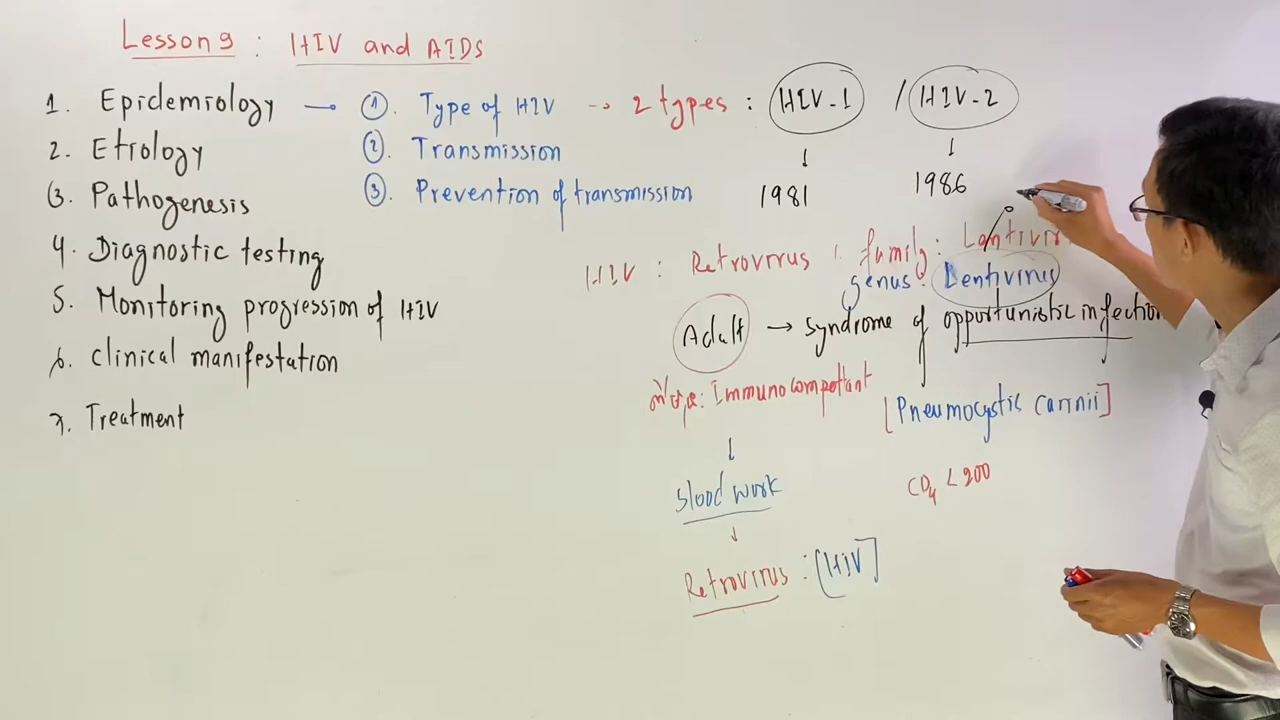 Lesson 9 : HIV and AIDS
1. Epidemiology → ①. Type of HIV → 2 types : HIV-1 / HIV-2
2. Etiology ②. Transmission
3. Pathogenesis ③. Prevention of transmission
1981 1986
4. Diagnostic testing
HIV : Retrovirus family: Lentivir
genus: Lentivirus
5. Monitoring progression of HIV
Adult → syndrome of opportunistic infection
6. Clinical manifestation
Immunocompetant
[Pneumocystic carinii]
7. Treatment
blood work
CD4 < 200
Retrovirus : [HIV]